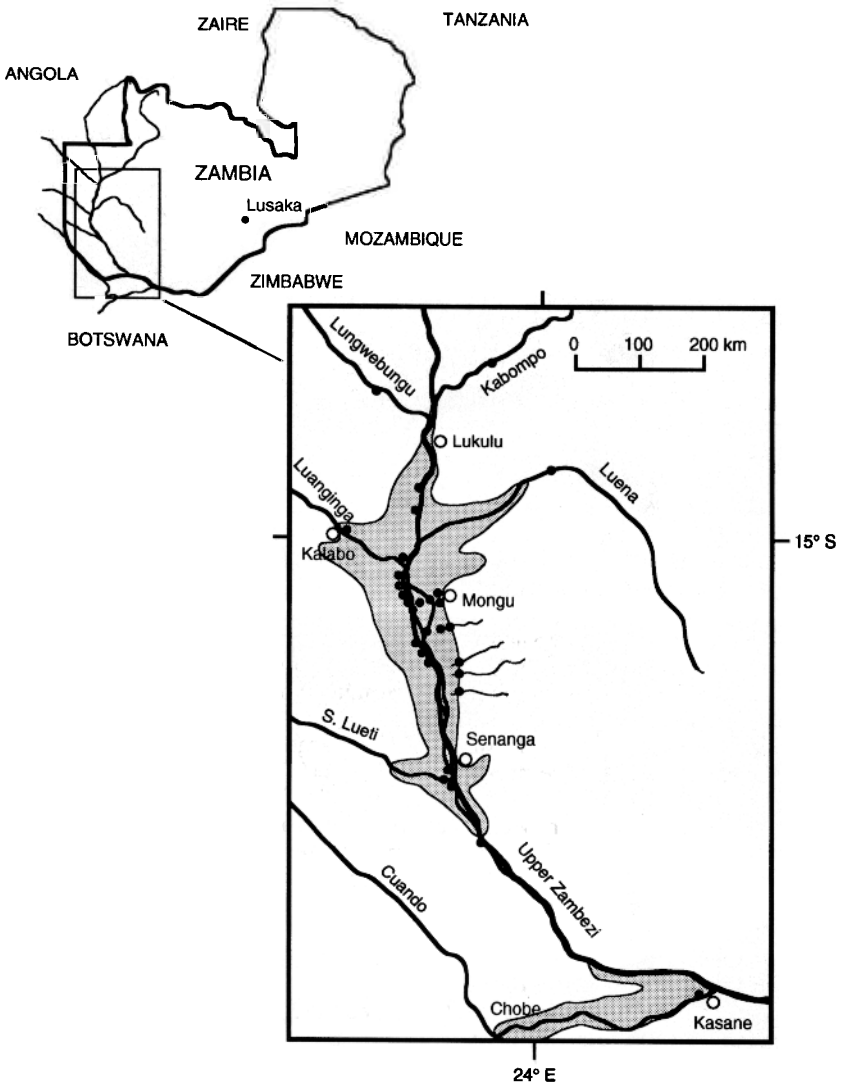 ZAIRE
TANZANIA
ANGOLA
ZAMBIA
Lusaka
MOZAMBIQUE
ZIMBABWE
BOTSWANA
Lungwebungu
Kabompo
0 100 200 km
Lukulu
Luanginga
Luena
Kalabo
15° S
Mongu
S. Lueti
Senanga
Upper Zambezi
Cuando
Chobe
Kasane
24° E